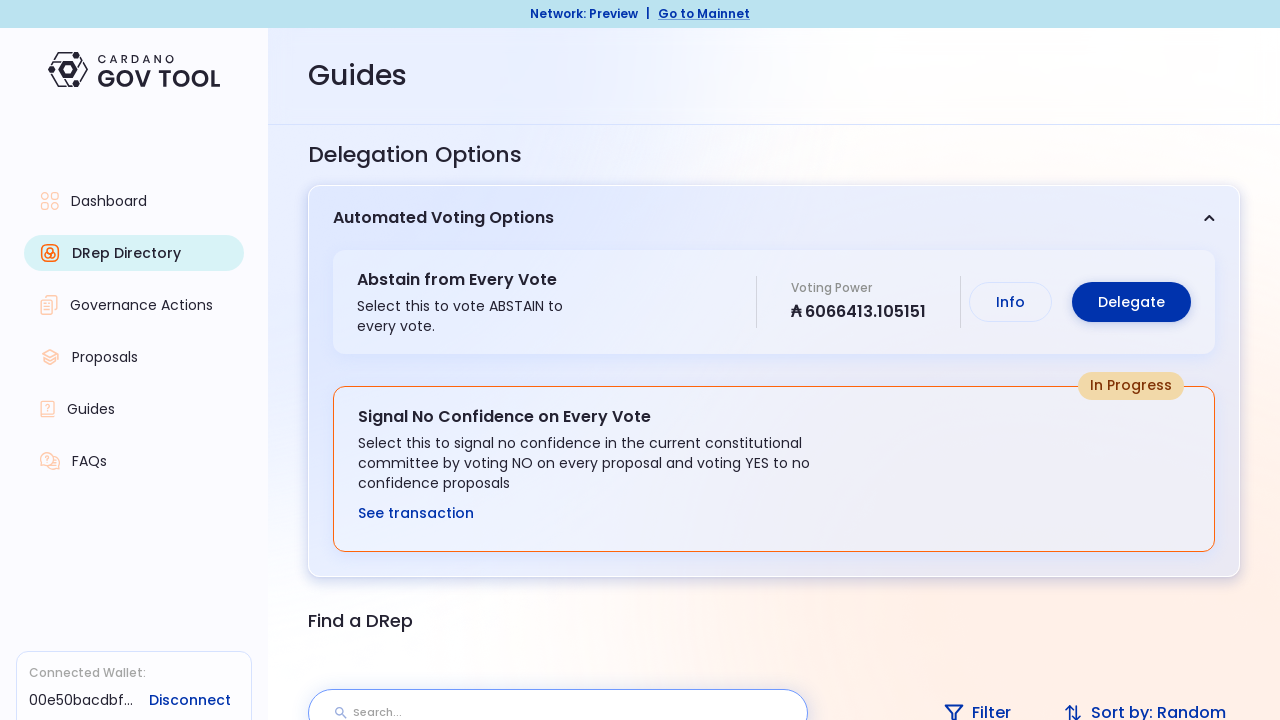 Network: Preview | Go to Mainnet
CARDANO
GOV TOOL
Guides
Dashboard
DRep Directory
Governance Actions
Proposals
Guides
FAQs
Connected Wallet:
00e50bacdbf... Disconnect
Delegation Options
Automated Voting Options
Abstain from Every Vote
Select this to vote ABSTAIN to
every vote.
Voting Power
₳ 6066413.105151
Info
Delegate
In Progress
Signal No Confidence on Every Vote
Select this to signal no confidence in the current constitutional
committee by voting NO on every proposal and voting YES to no
confidence proposals
See transaction
Find a DRep
Search...
Filter
Sort by: Random